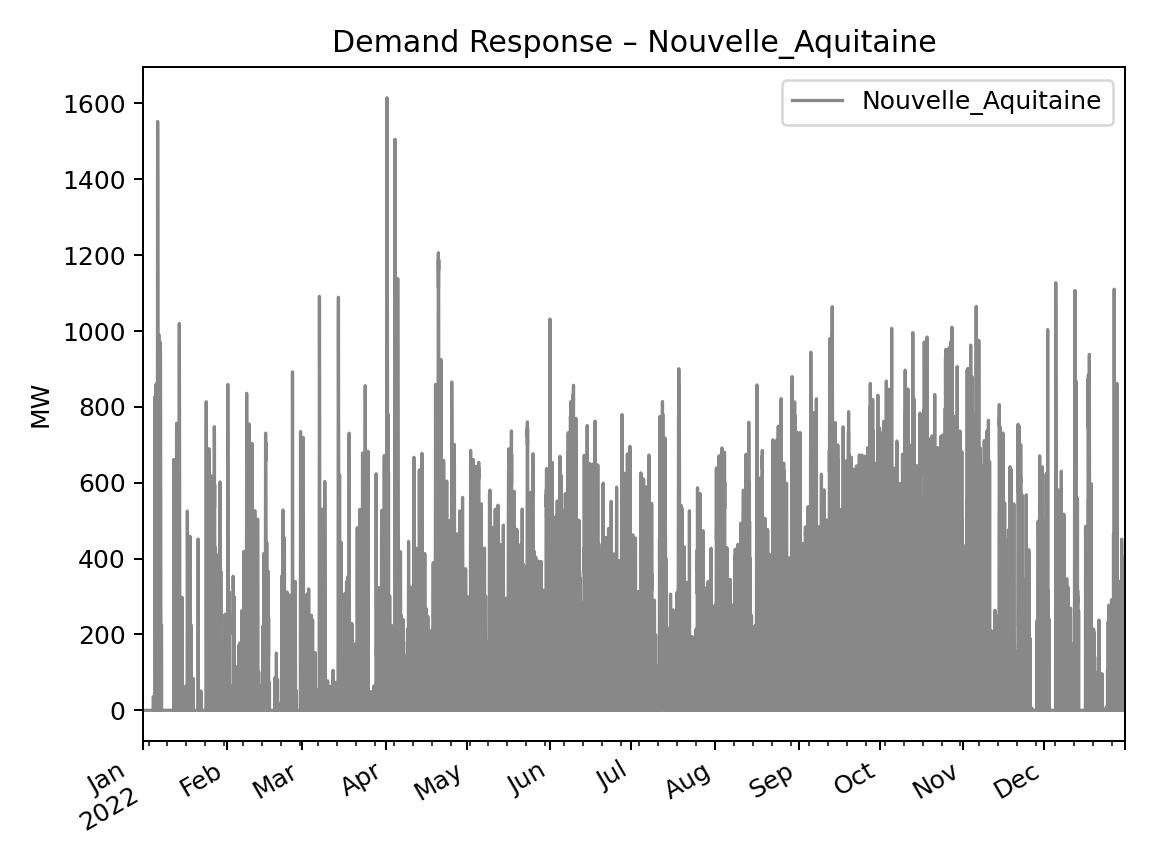 Demand Response – Nouvelle_Aquitaine
Nouvelle_Aquitaine
MW
1600
1400
1200
1000
800
600
400
200
0
Jan
2022
Feb
Mar
Apr
May
Jun
Jul
Aug
Sep
Oct
Nov
Dec